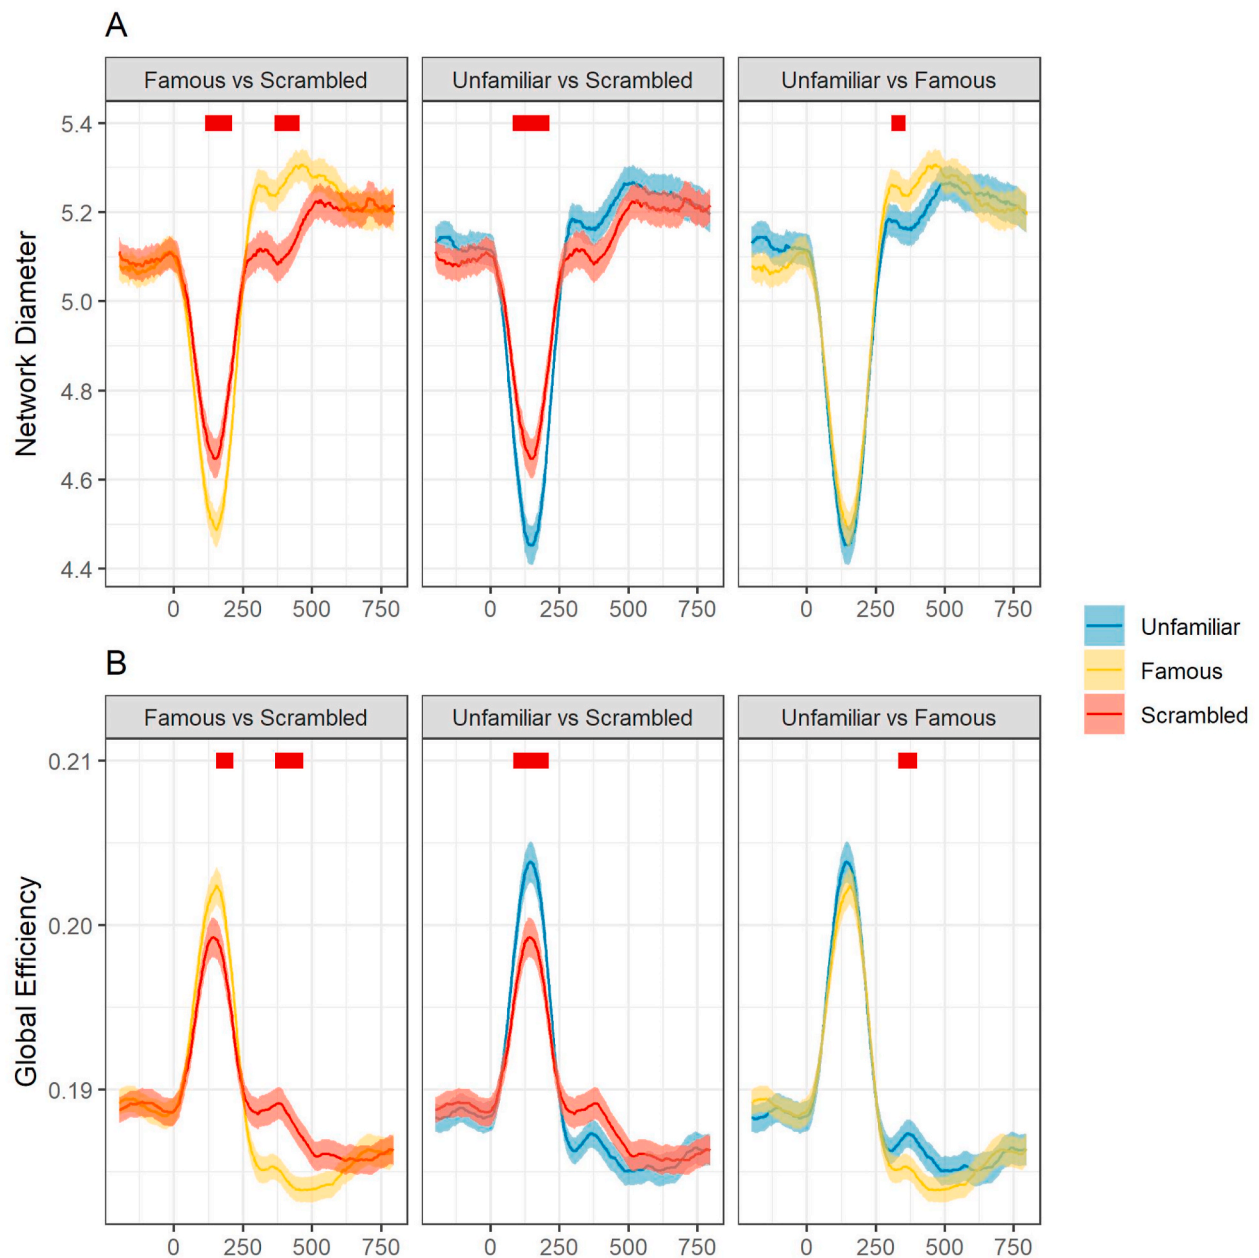 A
Famous vs Scrambled Unfamiliar vs Scrambled Unfamiliar vs Famous
5.4
5.2
5.0
4.8
4.6
4.4
Network Diameter
0 250 500 750 0 250 500 750 0 250 500 750
Unfamiliar
Famous
Scrambled
B
Famous vs Scrambled Unfamiliar vs Scrambled Unfamiliar vs Famous
0.21
0.20
0.19
Global Efficiency
0 250 500 750 0 250 500 750 0 250 500 750